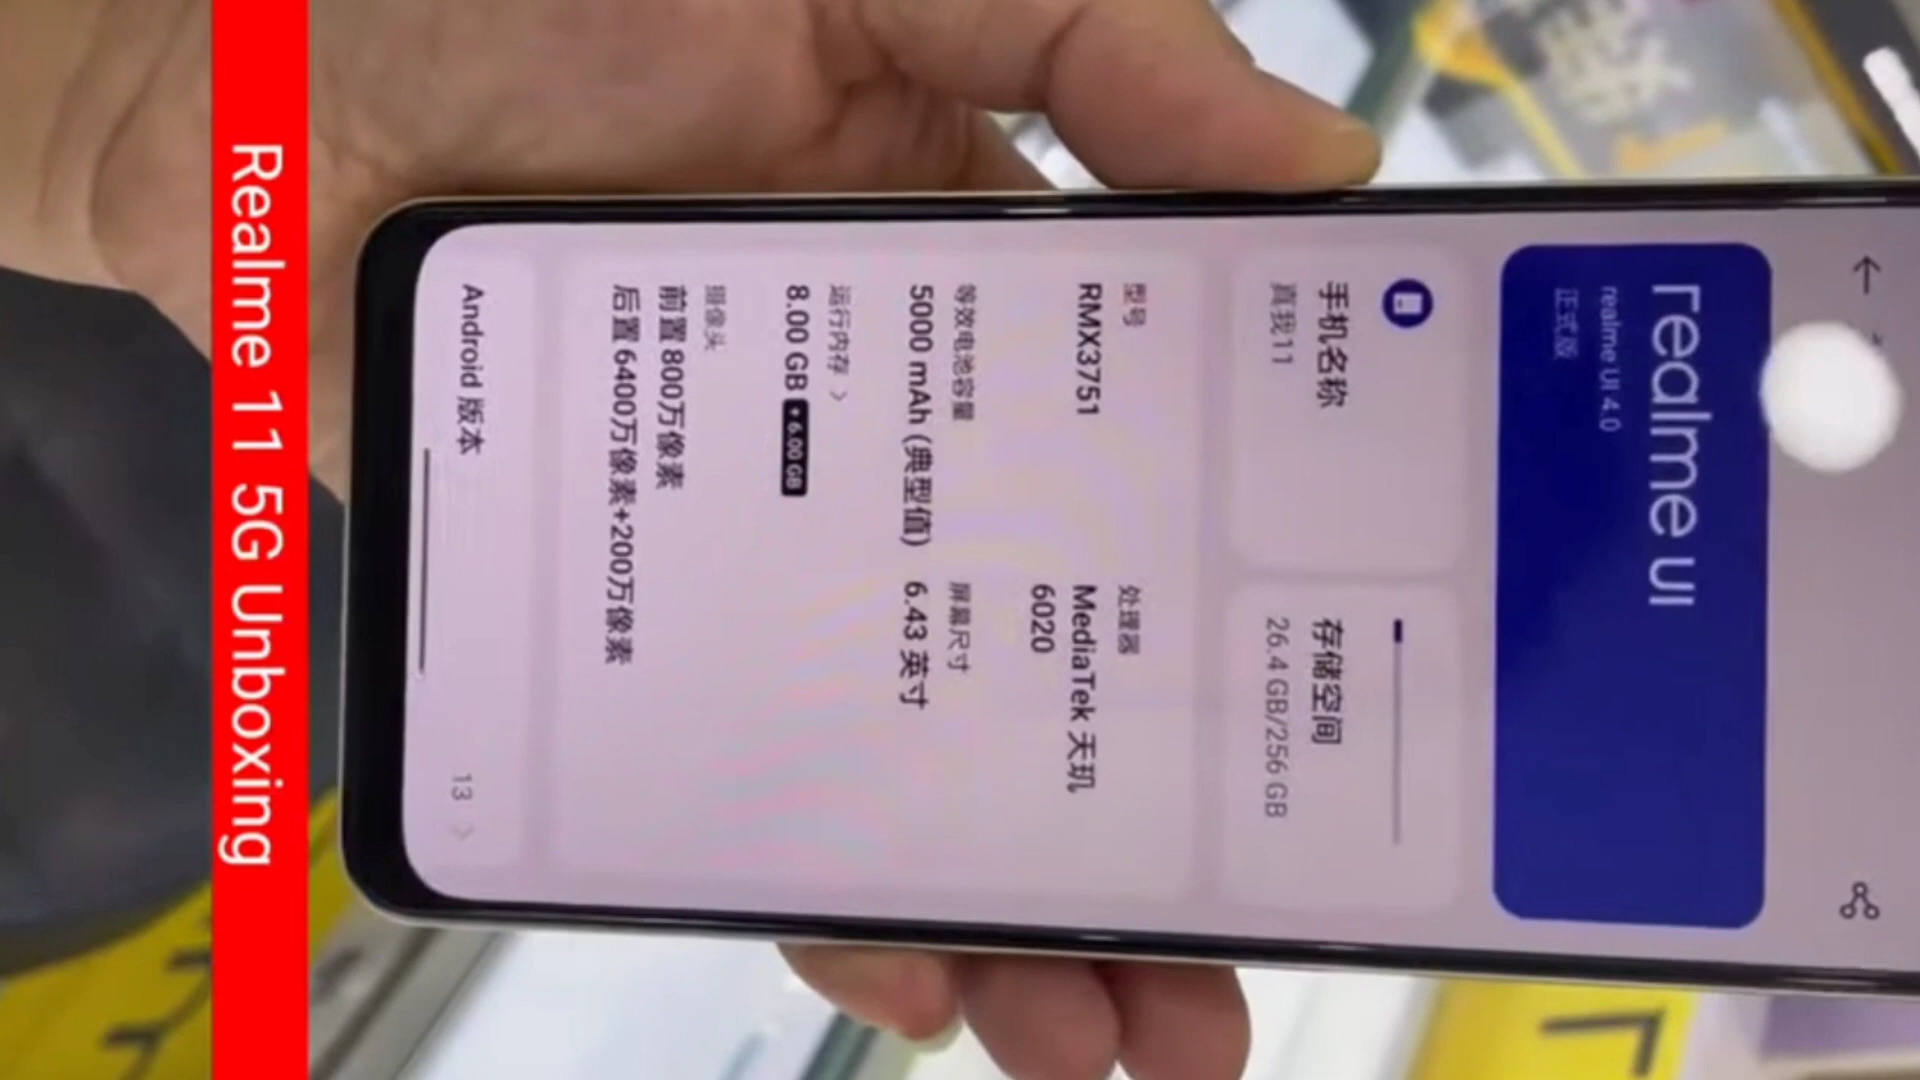 Realme 11 5G Unboxing
realme UI
realme UI 4.0
正式版
手机名称
真我11
存储空间
26.4 GB/256 GB
型号
RMX3751
处理器
MediaTek 天玑
6020
等效电池容量
5000 mAh (典型值)
屏幕尺寸
6.43 英寸
运行内存 >
8.00 GB + 6.00 GB
摄像头
前置 800万像素
后置 6400万像素+200万像素
Android 版本
13 >